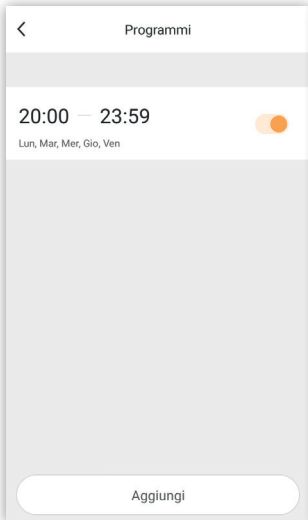 Programmi
20:00 — 23:59
Lun, Mar, Mer, Gio, Ven
Aggiungi